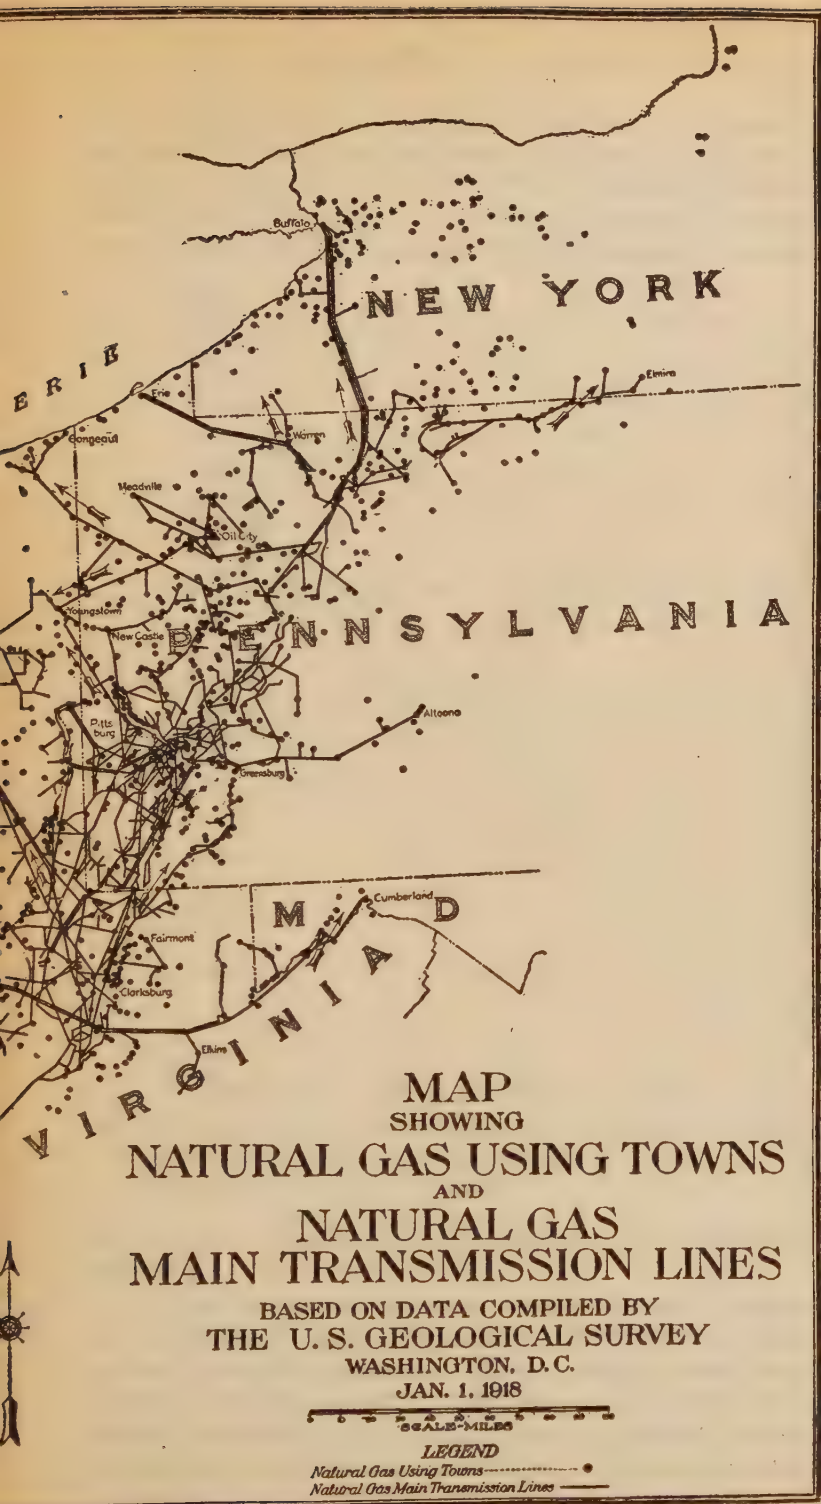 Buffalo
NEW YORK
ERIE
Erie
Elmira
Conneaut
Warren
Meadville
Oil City
Youngstown
New Castle
PENNSYLVANIA
Pitts
burg
Altoona
Greensburg
Cumberland
M D
Fairmont
Clarksburg
Elkins
VIRGINIA
MAP
SHOWING
NATURAL GAS USING TOWNS
AND
NATURAL GAS
MAIN TRANSMISSION LINES
BASED ON DATA COMPILED BY
THE U. S. GEOLOGICAL SURVEY
WASHINGTON, D. C.
JAN. 1, 1918
SCALE-MILES
LEGEND
Natural Gas Using Towns
Natural Gas Main Transmission Lines